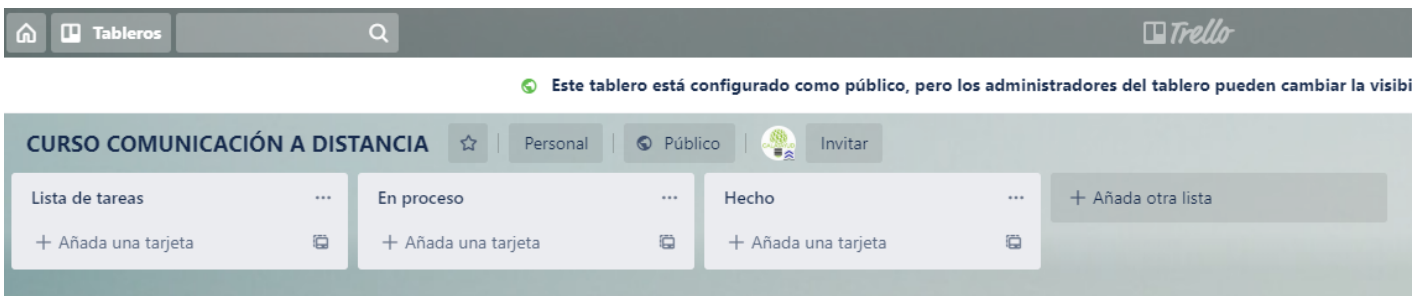 Tableros
Trello
Este tablero está configurado como público, pero los administradores del tablero pueden cambiar la visibi
CURSO COMUNICACIÓN A DISTANCIA Personal Público Invitar
Lista de tareas
+ Añada una tarjeta
En proceso
+ Añada una tarjeta
Hecho
+ Añada una tarjeta
+ Añada otra lista